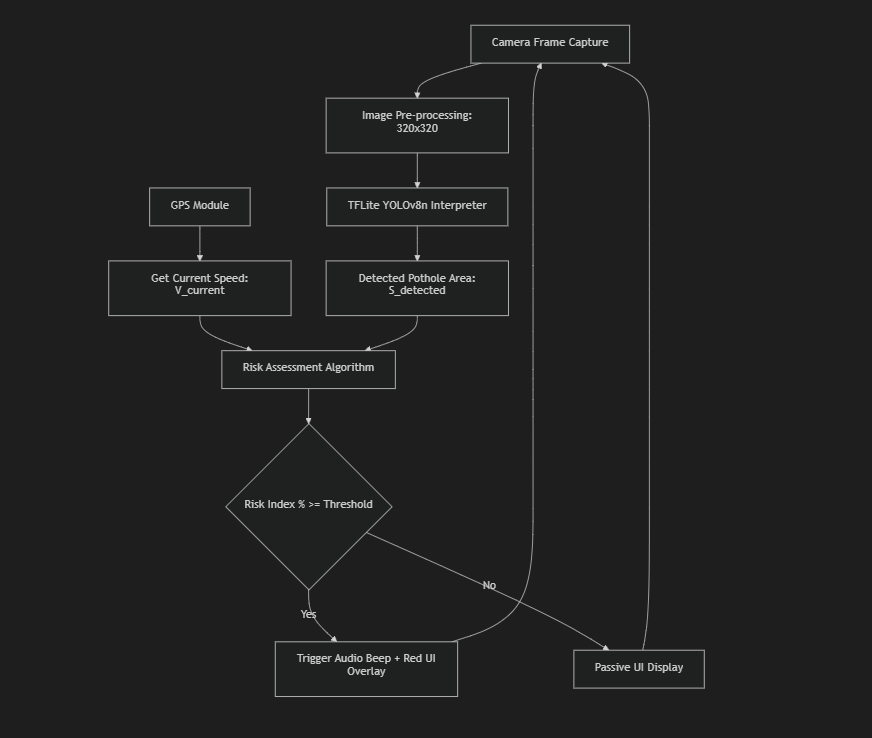 Camera Frame Capture
Image Pre-processing:
320x320
GPS Module
TFLite YOLOv8n Interpreter
Get Current Speed:
V_current
Detected Pothole Area:
S_detected
Risk Assessment Algorithm
Risk Index % >= Threshold
No
Yes
Trigger Audio Beep + Red UI
Overlay
Passive UI Display